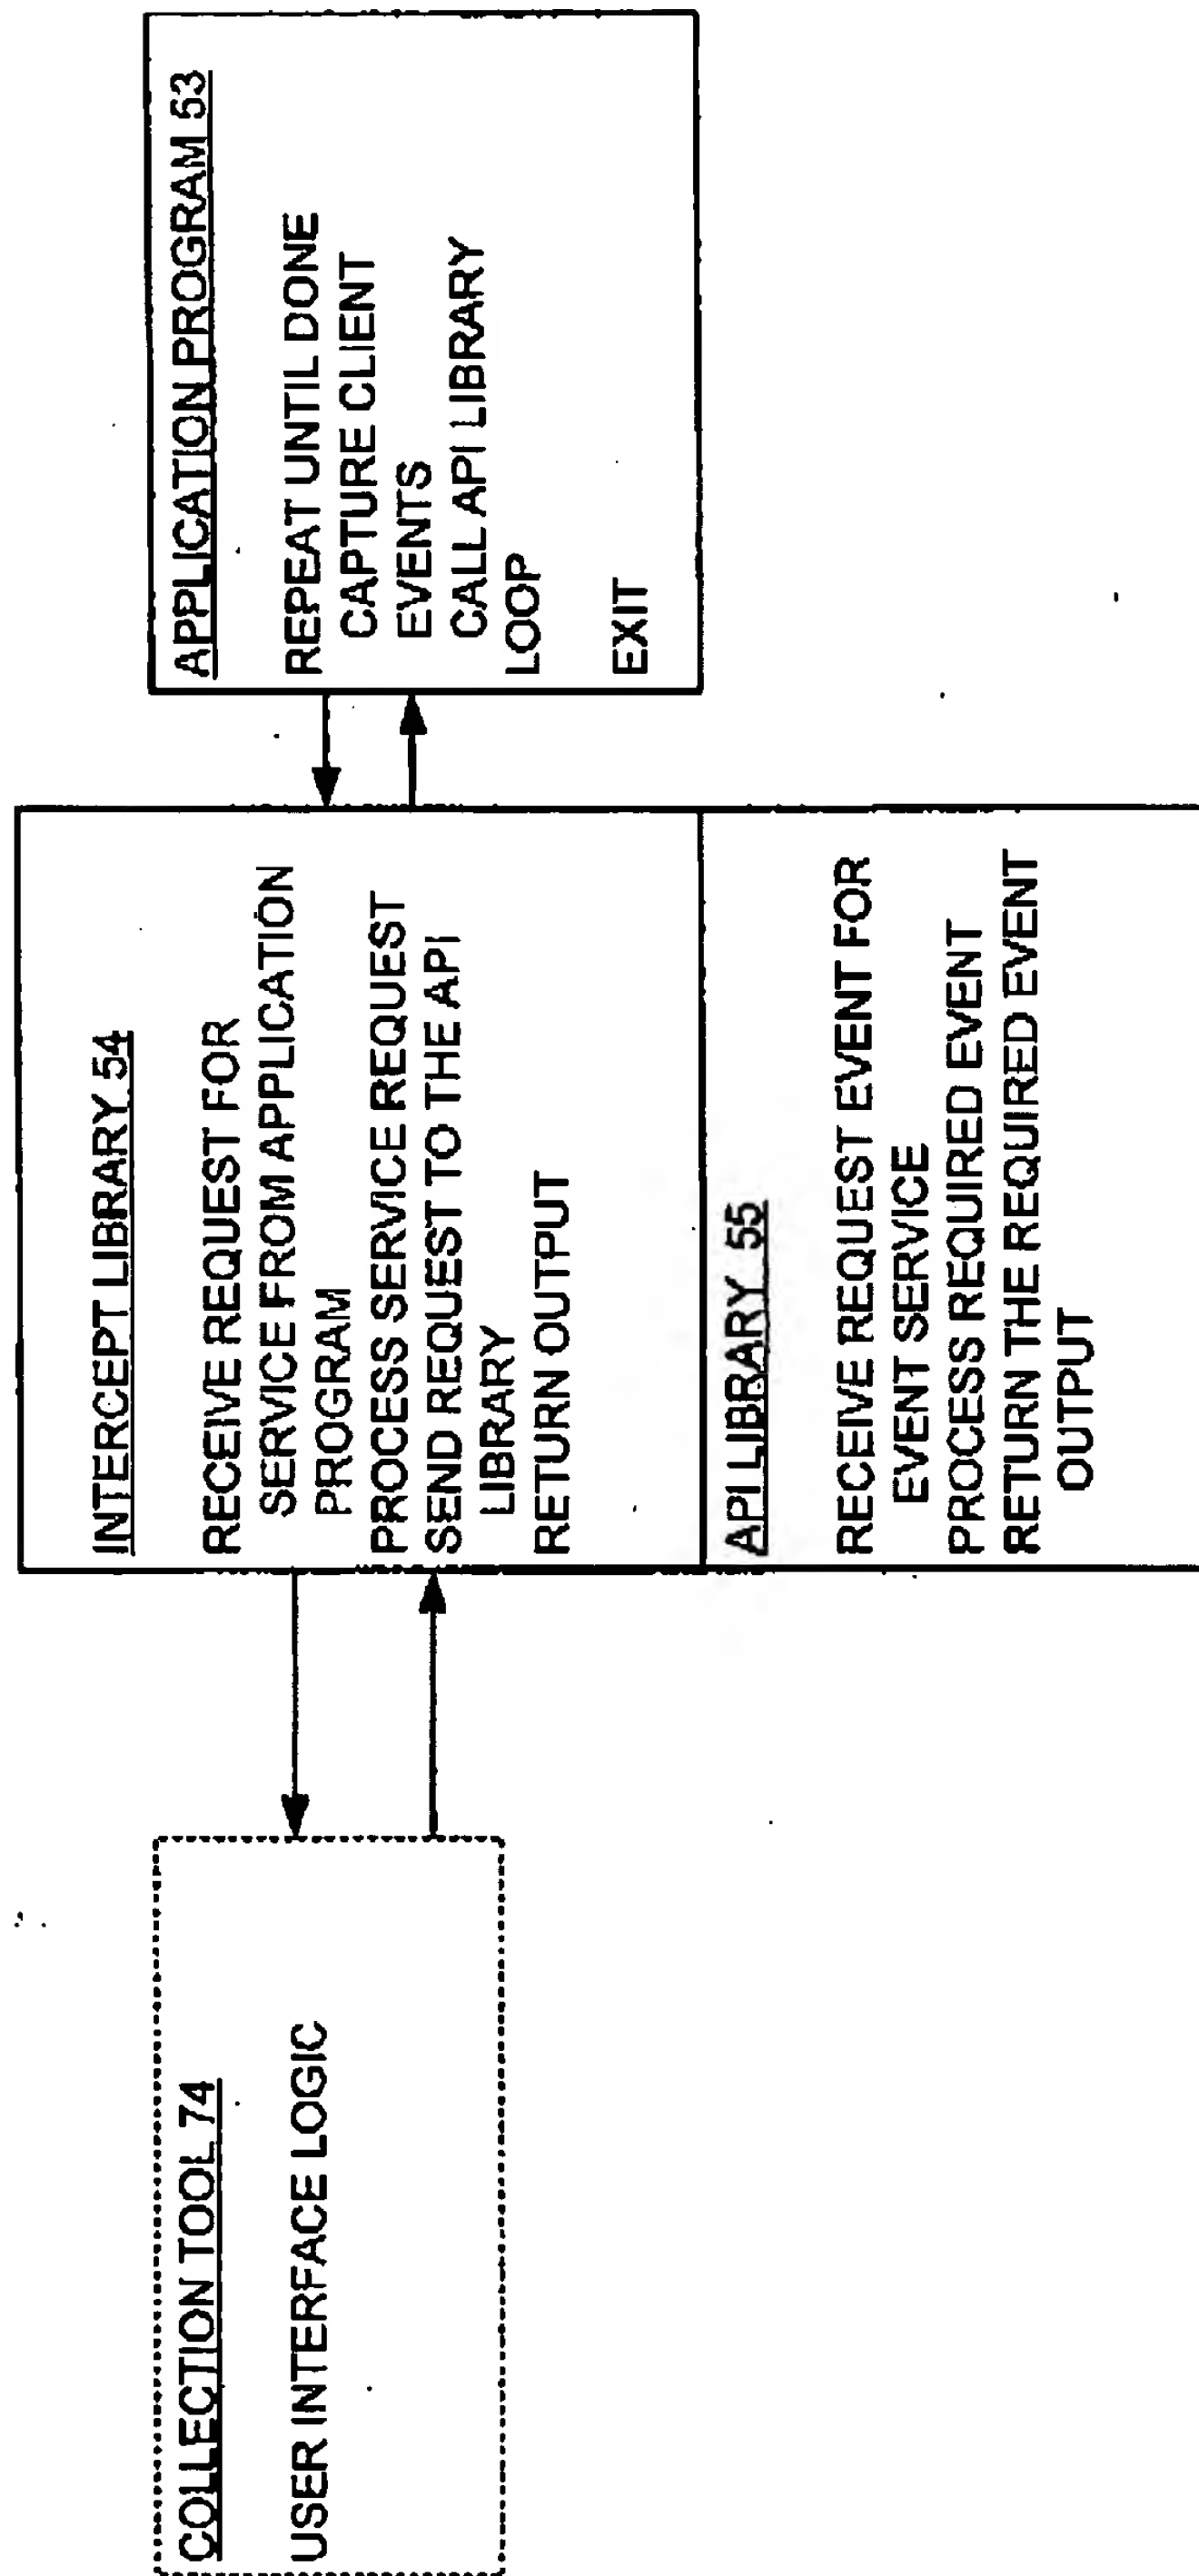 COLLECTION TOOL 74
USER INTERFACE LOGIC
INTERCEPT LIBRARY 54
RECEIVE REQUEST FOR
SERVICE FROM APPLICATION
PROGRAM
PROCESS SERVICE REQUEST
SEND REQUEST TO THE API
LIBRARY
RETURN OUTPUT
API LIBRARY 55
RECEIVE REQUEST EVENT FOR
EVENT SERVICE
PROCESS REQUIRED EVENT
RETURN THE REQUIRED EVENT
OUTPUT
APPLICATION PROGRAM 53
REPEAT UNTIL DONE
CAPTURE CLIENT
EVENTS
CALL API LIBRARY
LOOP
EXIT